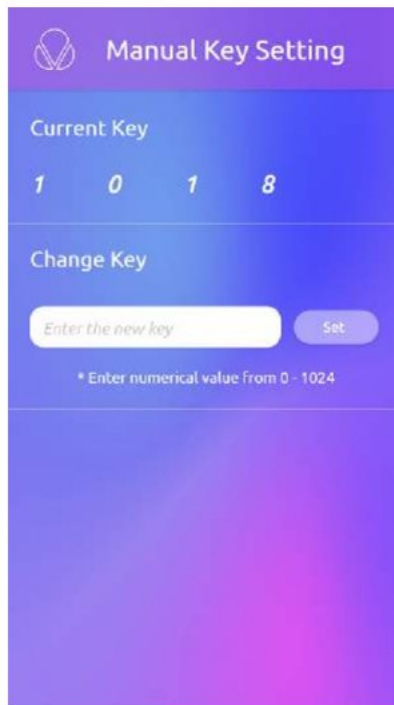 Manual Key Setting
Current Key
1 0 1 8
Change Key
Enter the new key
Set
* Enter numerical value from 0 - 1024